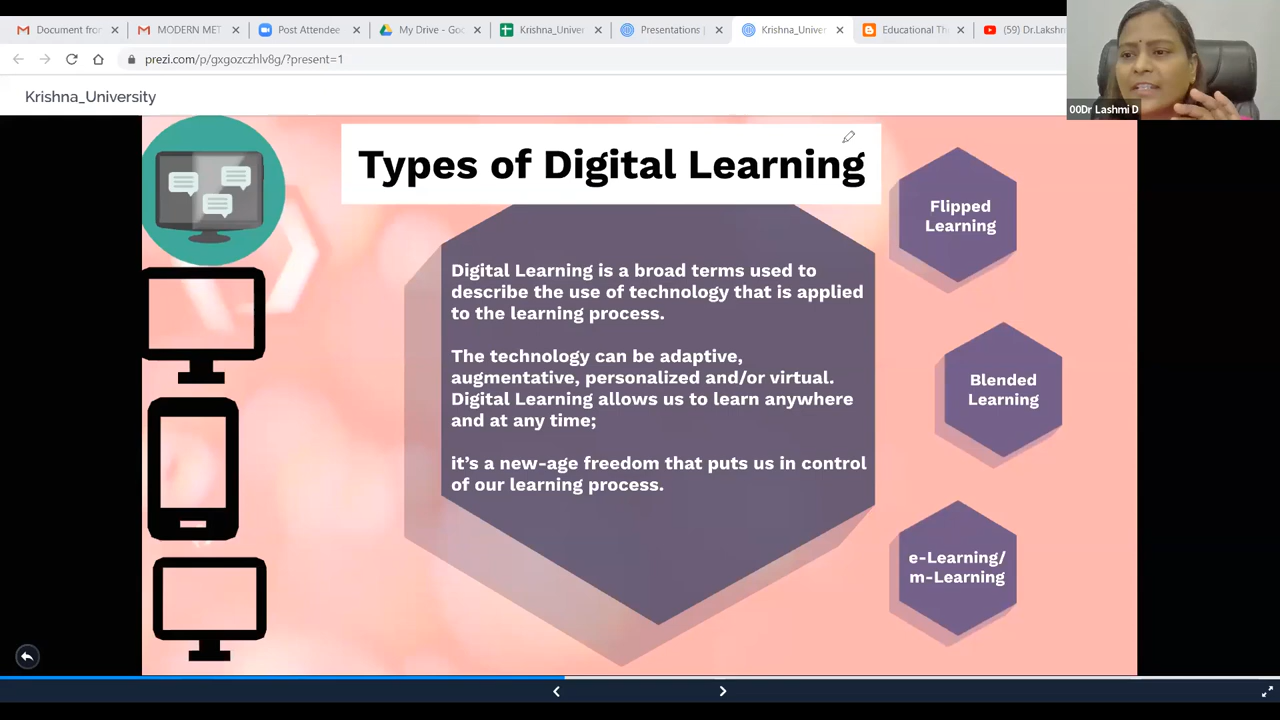 Document fron
MODERN MET
Post Attendee
My Drive - Goo
Krishna_Univer
Presentations |
Krishna_Univer
Educational Th
(59) Dr.Lakshm
prezi.com/p/gxgozczhlv8g/?present=1
Krishna_University
00Dr Lashmi D
Types of Digital Learning
Digital Learning is a broad terms used to
describe the use of technology that is applied
to the learning process.
The technology can be adaptive,
augmentative, personalized and/or virtual.
Digital Learning allows us to learn anywhere
and at any time;
it's a new-age freedom that puts us in control
of our learning process.
Flipped
Learning
Blended
Learning
e-Learning/
m-Learning